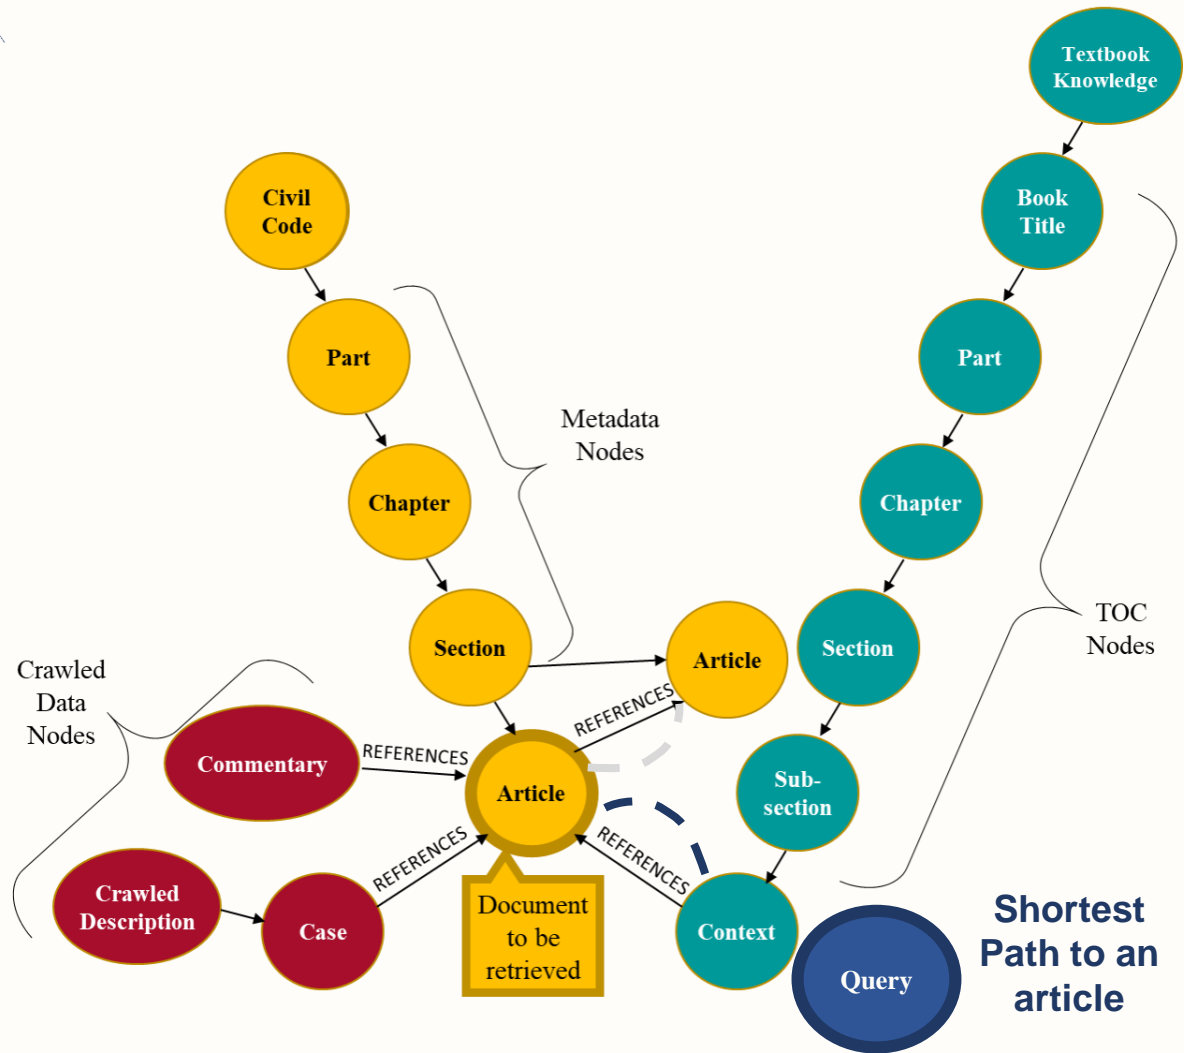 Textbook
Knowledge
Civil
Code
Book
Title
Part
Part
Metadata
Nodes
Chapter
Chapter
TOC
Nodes
Section
Article
Section
Crawled
Data
Nodes
REFERENCES
Commentary
REFERENCES
Article
Sub-
section
REFERENCES
REFERENCES
Crawled
Description
Case
Document
to be
retrieved
Context
Query
Shortest
Path to an
article